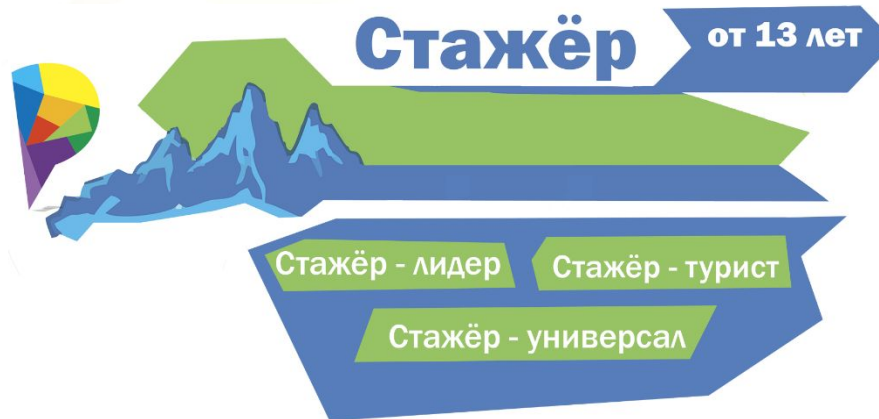 Стажёр
от 13 лет
Стажёр - лидер
Стажёр - турист
Стажёр - универсал